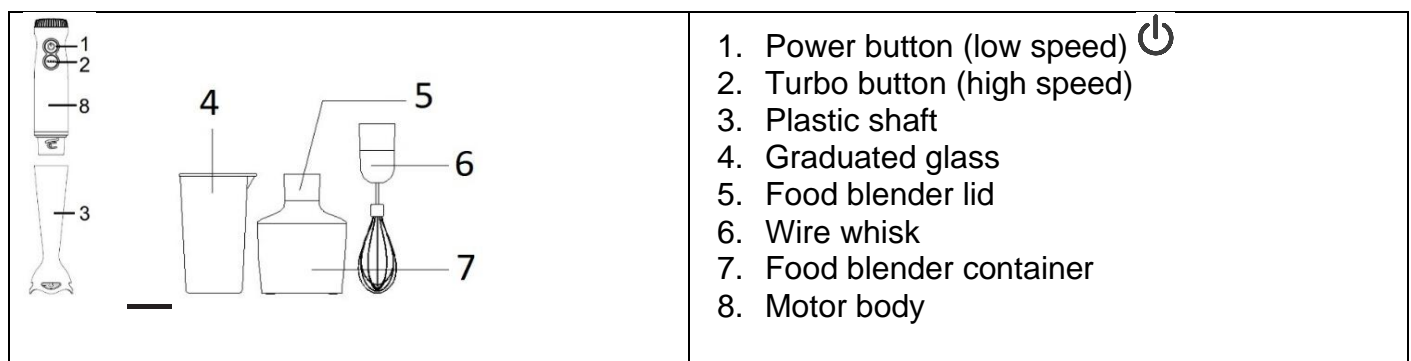 1
2
8
3
4
5
6
7
1. Power button (low speed)
2. Turbo button (high speed)
3. Plastic shaft
4. Graduated glass
5. Food blender lid
6. Wire whisk
7. Food blender container
8. Motor body